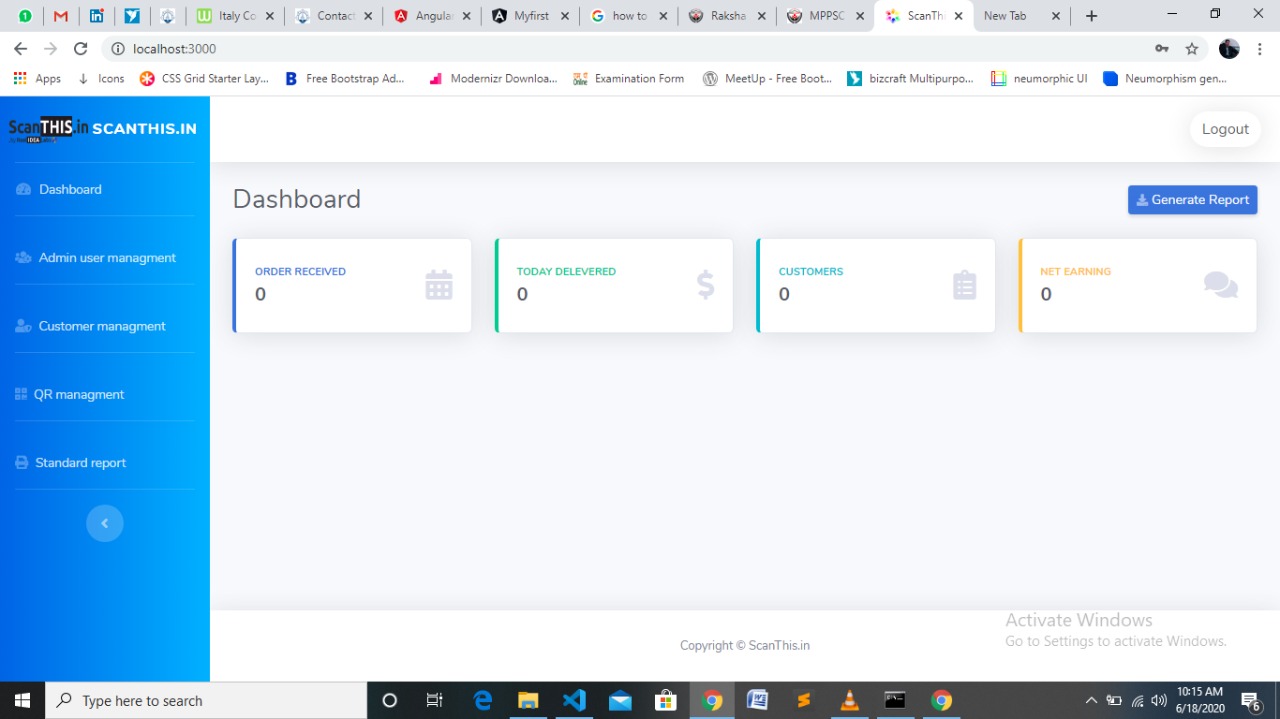 Italy Co
Contact
Angula
Myfirst
how to
Raksha
MPPSC
ScanThi
New Tab
localhost:3000
Apps
Icons
CSS Grid Starter Lay...
Free Bootstrap Ad...
Modernizr Downloa...
Examination Form
MeetUp - Free Boot...
bizcraft Multipurpo...
neumorphic UI
Neumorphism gen...
ScanTHIS.in SCANTHIS.IN
Logout
Dashboard
Admin user managment
Customer managment
QR managment
Standard report
Dashboard
Generate Report
ORDER RECEIVED
0
TODAY DELEVERED
0
CUSTOMERS
0
NET EARNING
0
Copyright © ScanThis.in
Activate Windows
Go to Settings to activate Windows.
Type here to search
10:15 AM
6/18/2020
6